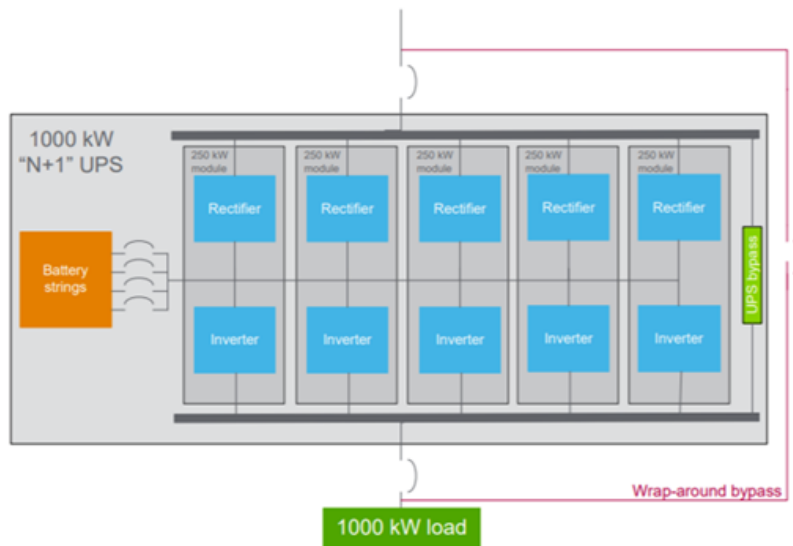 1000 kW
“N+1” UPS
250 kW
module
250 kW
module
250 kW
module
250 kW
module
250 kW
module
Rectifier
Rectifier
Rectifier
Rectifier
Rectifier
Battery
strings
UPS bypass
Inverter
Inverter
Inverter
Inverter
Inverter
Wrap-around bypass
1000 kW load